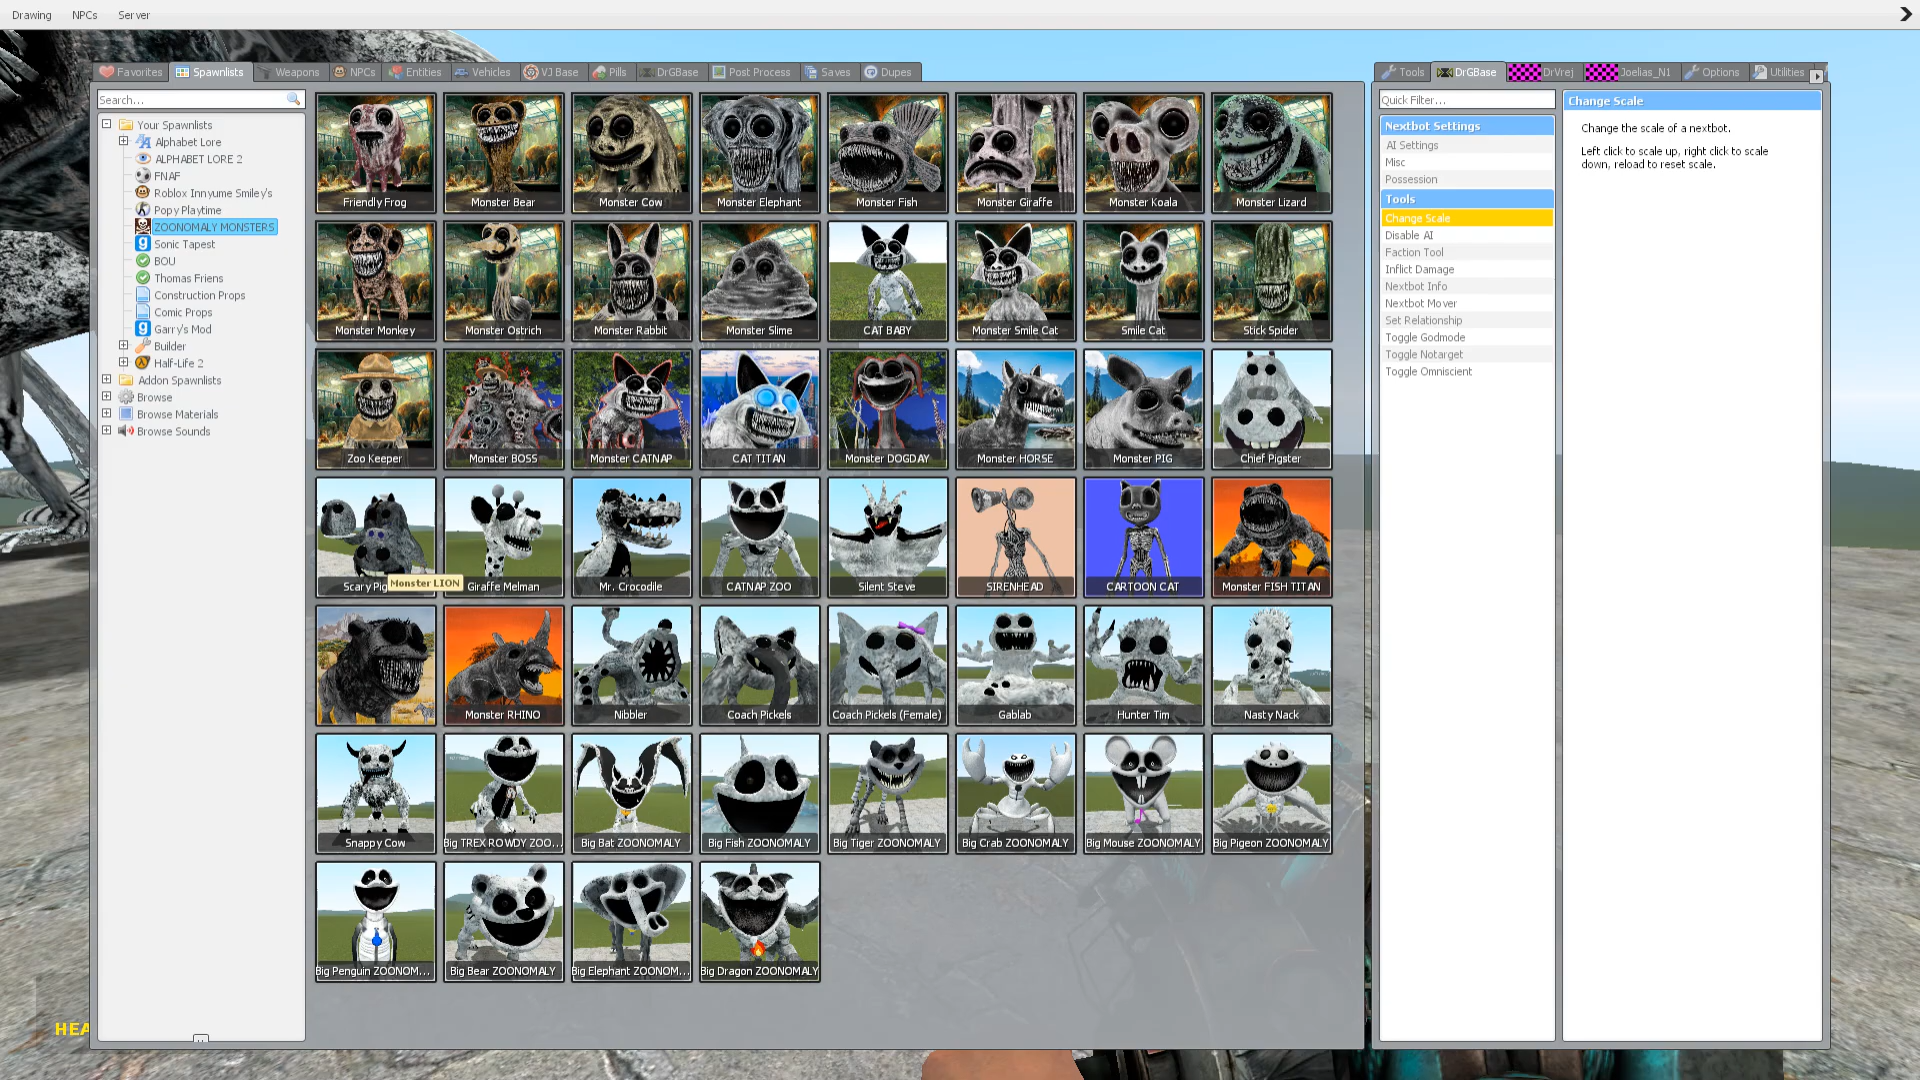 Drawing NPCs Server
Favorites Spawnlists Weapons NPCs Entities Vehicles VJ Base Pills DrGBase Post Process Saves Dupes
Tools DrGBase DrVrej Joelias_N1 Options Utilities
Search...
Your Spawnlists
Alphabet Lore
ALPHABET LORE 2
FNAF
Roblox Innyume Smiley's
Popy Playtime
ZOONOMALY MONSTERS
Sonic Tapest
BOU
Thomas Friens
Construction Props
Comic Props
Garry's Mod
Builder
Half-Life 2
Addon Spawnlists
Browse
Browse Materials
Browse Sounds
Friendly Frog Monster Bear Monster Cow Monster Elephant Monster Fish Monster Giraffe Monster Koala Monster Lizard
Monster Monkey Monster Ostrich Monster Rabbit Monster Slime CAT BABY Monster Smile Cat Smile Cat Stick Spider
Zoo Keeper Monster BOSS Monster CATNAP CAT TITAN Monster DOGDAY Monster HORSE Monster PIG Chief Pigster
Scary Pig Monster LION Giraffe Melman Mr. Crocodile CATNAP ZOO Silent Steve SIRENHEAD CARTOON CAT Monster FISH TITAN
Monster RHINO Nibbler Coach Pickels Coach Pickels (Female) Gablab Hunter Tim Nasty Nack
Snappy Cow Big TREX ROWDY ZOO... Big Bat ZOONOMALY Big Fish ZOONOMALY Big Tiger ZOONOMALY Big Crab ZOONOMALY Big Mouse ZOONOMALY Big Pigeon ZOONOMALY
Big Penguin ZOONOM... Big Bear ZOONOMALY Big Elephant ZOONOM... Big Dragon ZOONOMALY
HEA
Quick Filter...
Nextbot Settings
AI Settings
Misc
Possession
Tools
Change Scale
Disable AI
Faction Tool
Inflict Damage
Nextbot Info
Nextbot Mover
Set Relationship
Toggle Godmode
Toggle Notarget
Toggle Omniscient
Change Scale
Change the scale of a nextbot.
Left click to scale up, right click to scale
down, reload to reset scale.